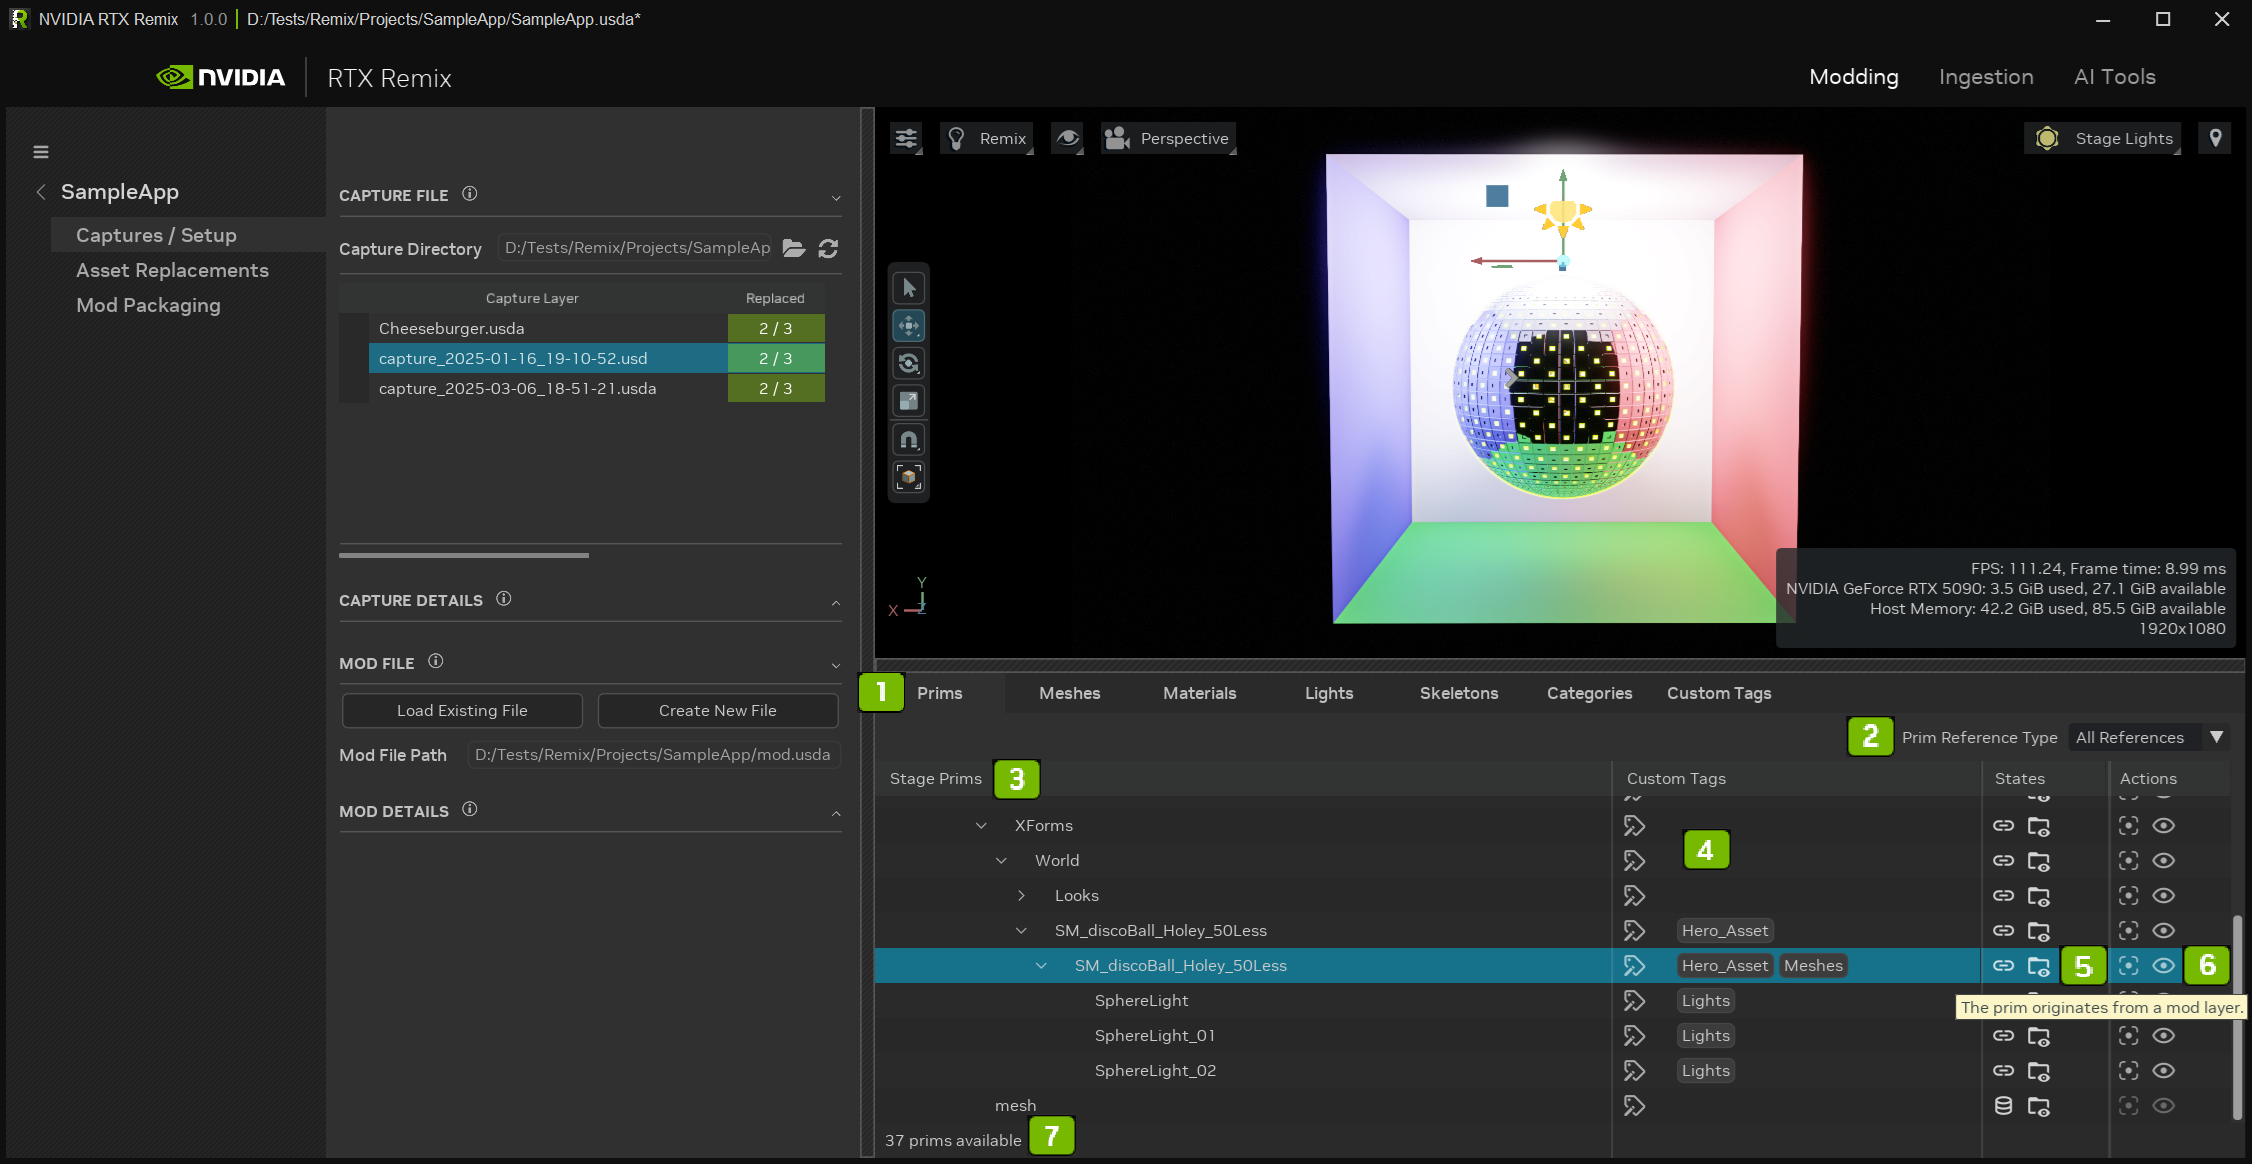 NVIDIA RTX Remix 1.0.0 | D:/Tests/Remix/Projects/SampleApp/SampleApp.usda*
NVIDIA RTX Remix
Modding Ingestion AI Tools
SampleApp
Captures / Setup
Asset Replacements
Mod Packaging
CAPTURE FILE
Capture Directory D:/Tests/Remix/Projects/SampleAp
Capture Layer Replaced
Cheeseburger.usda 2 / 3
capture_2025-01-16_19-10-52.usd 2 / 3
capture_2025-03-06_18-51-21.usda 2 / 3
CAPTURE DETAILS
MOD FILE
Load Existing File Create New File
Mod File Path D:/Tests/Remix/Projects/SampleApp/mod.usda
MOD DETAILS
Remix Perspective Stage Lights
Y
X Z
FPS: 111.24, Frame time: 8.99 ms
NVIDIA GeForce RTX 5090: 3.5 GiB used, 27.1 GiB available
Host Memory: 42.2 GiB used, 85.5 GiB available
1920x1080
1 Prims Meshes Materials Lights Skeletons Categories Custom Tags
2 Prim Reference Type All References
Stage Prims 3 Custom Tags States Actions
XForms
World 4
Looks
SM_discoBall_Holey_50Less Hero_Asset
SM_discoBall_Holey_50Less Hero_Asset Meshes 5 6
SphereLight Lights
The prim originates from a mod layer.
SphereLight_01 Lights
SphereLight_02 Lights
mesh
37 prims available 7